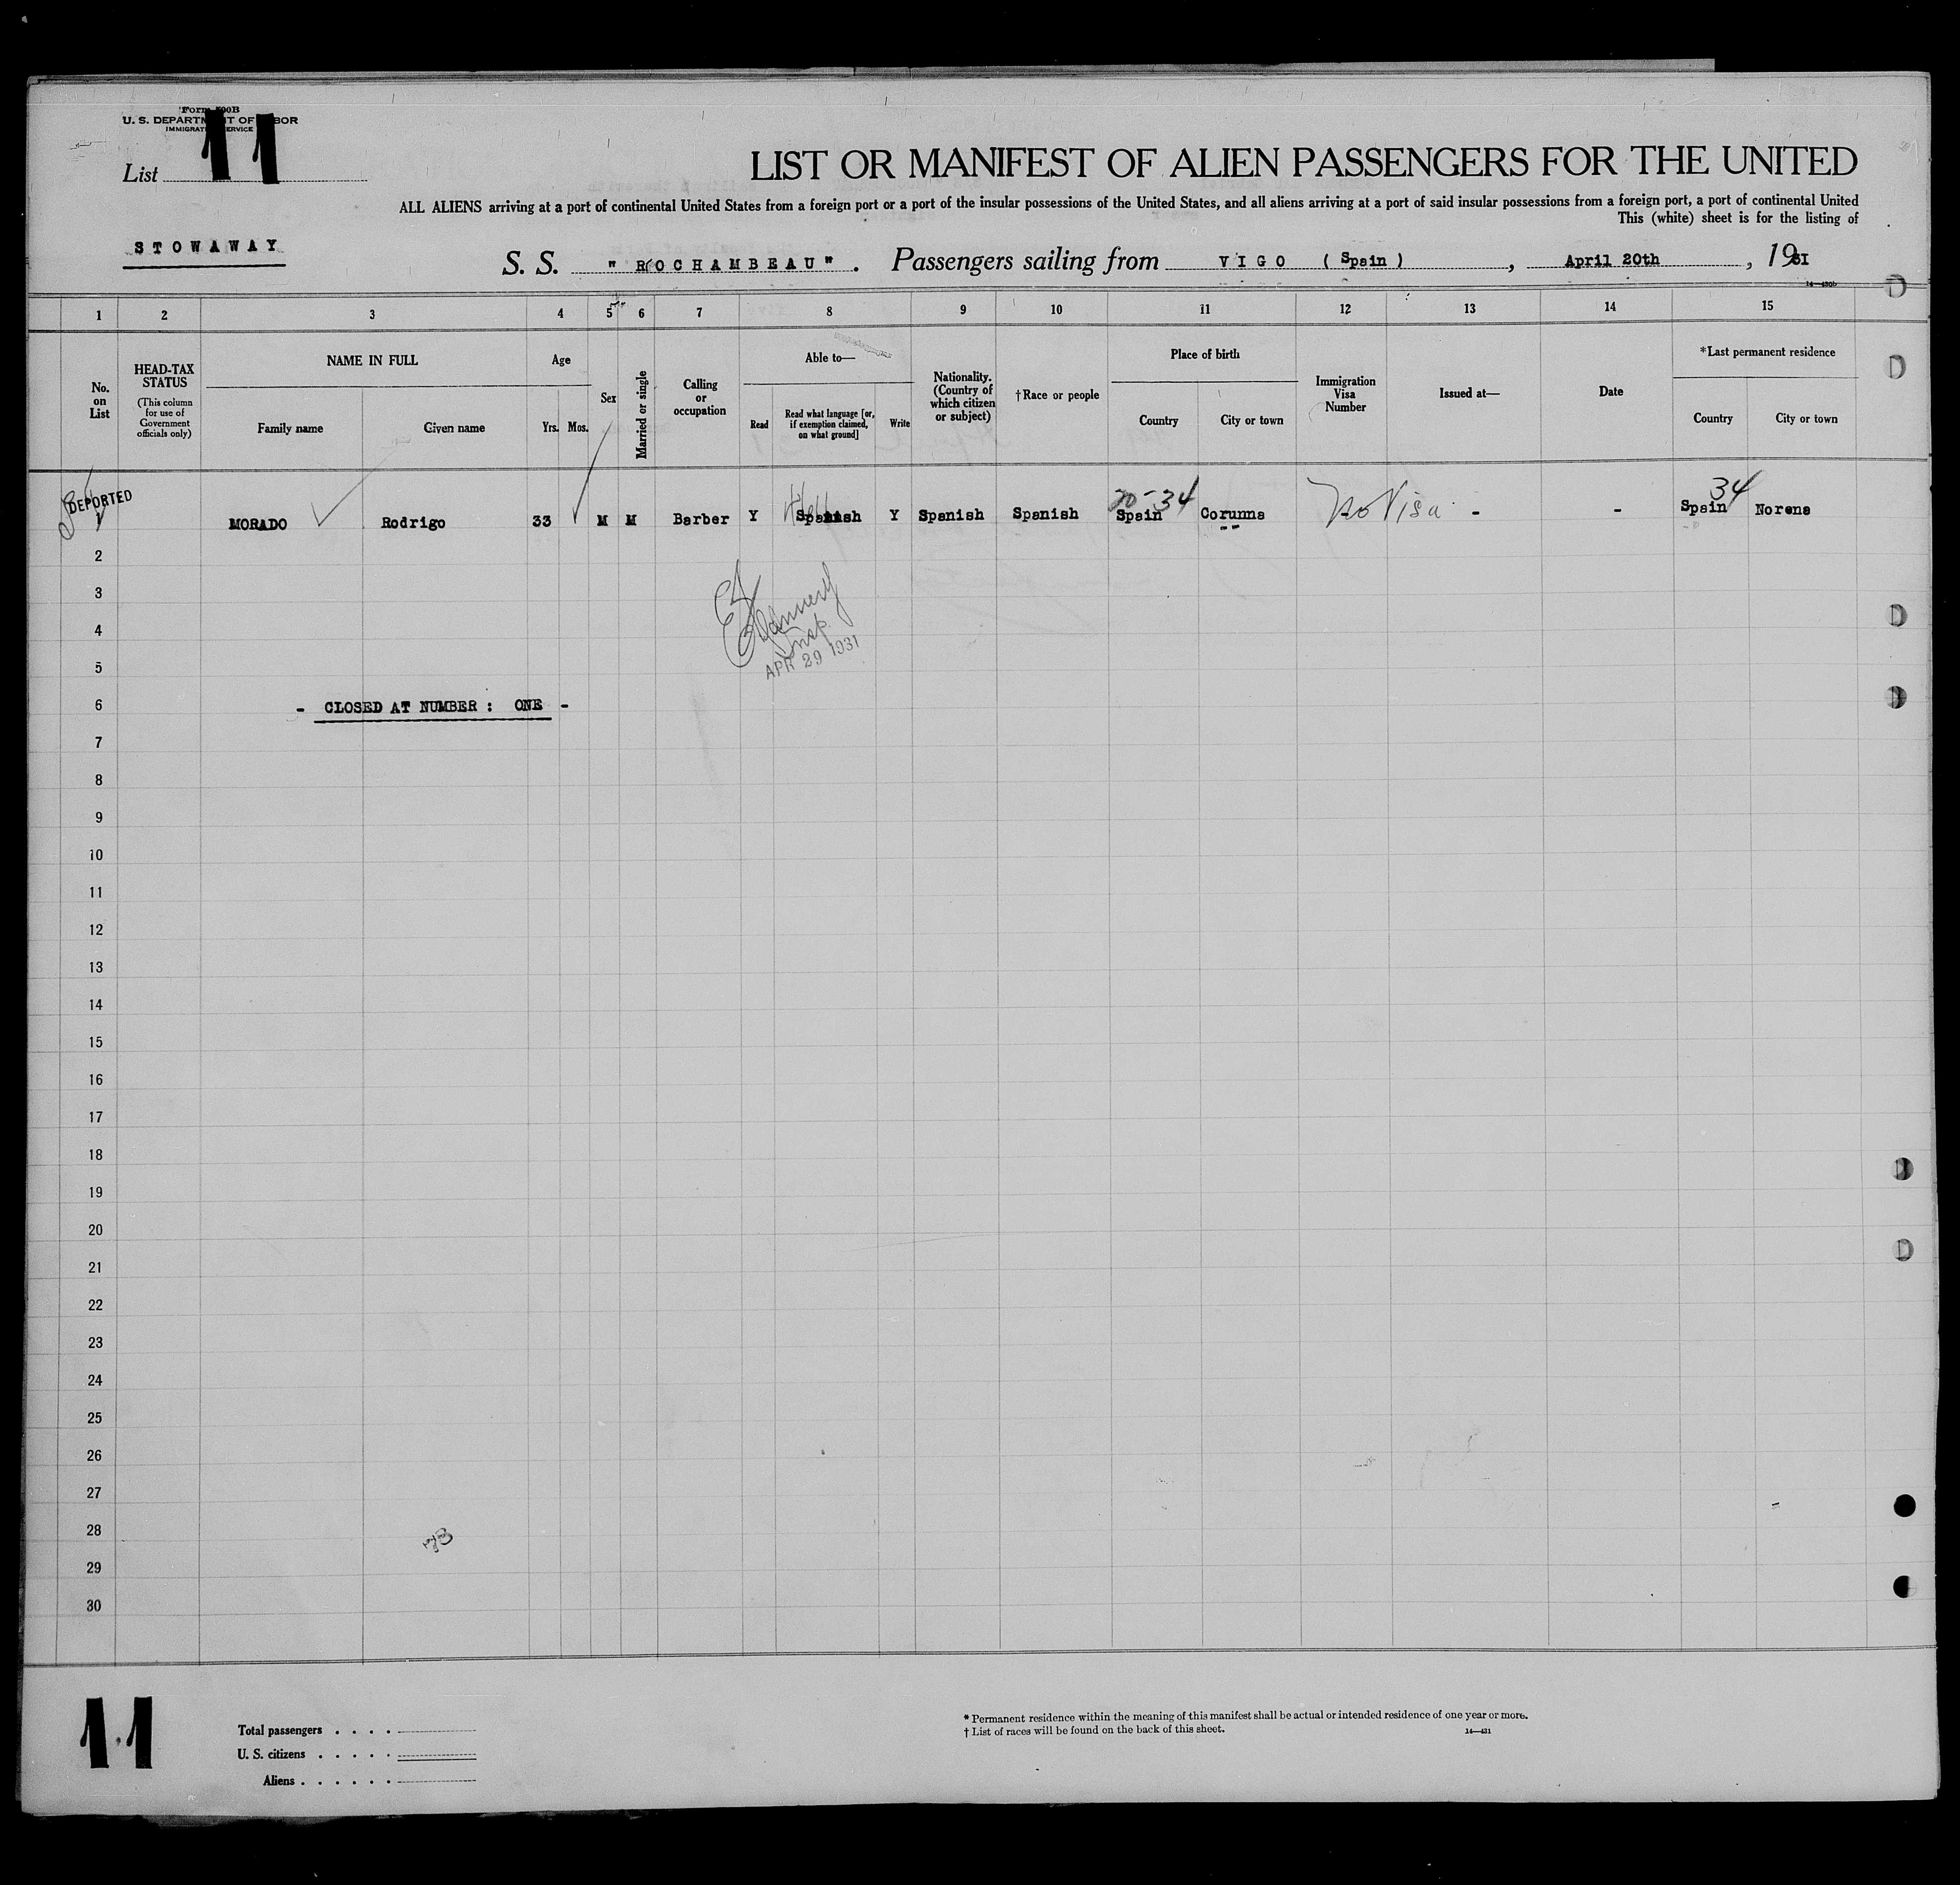 Form 500B
U. S. DEPARTMENT OF LABOR
IMMIGRATION SERVICE
List 11
LIST OR MANIFEST OF ALIEN PASSENGERS FOR THE UNITED
ALL ALIENS arriving at a port of continental United States from a foreign port or a port of the insular possessions of the United States, and all aliens arriving at a port of said insular possessions from a foreign port, a port of continental United
This (white) sheet is for the listing of
STOWAWAY
S. S. "ROCHAMBEAU". Passengers sailing from VIGO (Spain), April 20th, 1931
14—430b
1 2 3 4 5 6 7 8 9 10 11 12 13 14 15
No. on List
HEAD-TAX STATUS
(This column for use of Government officials only)
NAME IN FULL
Family name Given name
Age
Yrs. Mos.
Sex
Married or single
Calling or occupation
Able to—
Read
Read what language [or, if exemption claimed, on what ground]
Write
Nationality. (Country of which citizen or subject)
†Race or people
Place of birth
Country City or town
Immigration Visa Number
Issued at—
Date
*Last permanent residence
Country City or town
DEPORTED
20-34 34
1 MORADO Rodrigo 33 M M Barber Y Spanish Y Spanish Spanish Spain Corunna No Visa - - Spain Norena
2
3
4
Insp.
5 APR 29 1931
6 - CLOSED AT NUMBER : ONE -
7
8
9
10
11
12
13
14
15
16
17
18
19
20
21
22
23
24
25
26
27
28
29
30
11
Total passengers . . . .
U. S. citizens . . . . .
Aliens . . . . . .
* Permanent residence within the meaning of this manifest shall be actual or intended residence of one year or more.
† List of races will be found on the back of this sheet.
14—431